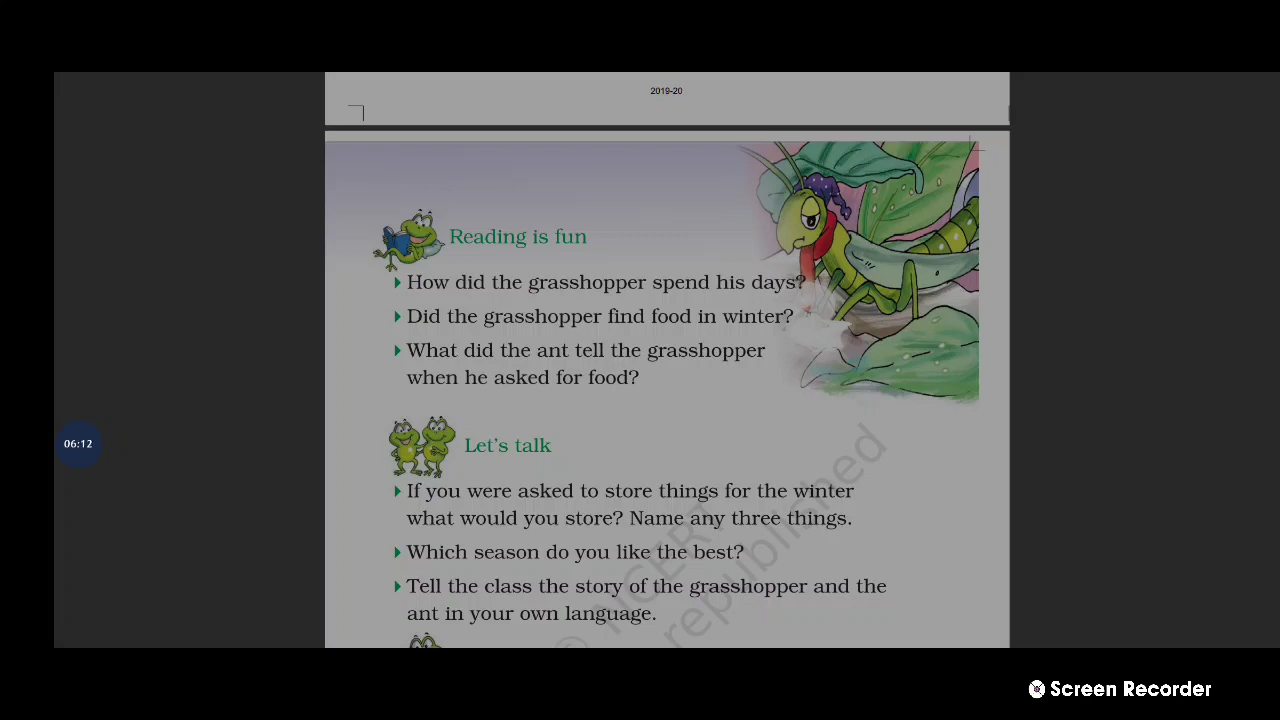 2019-20
Reading is fun
How did the grasshopper spend his days?
Did the grasshopper find food in winter?
What did the ant tell the grasshopper
when he asked for food?
06:12
Let's talk
If you were asked to store things for the winter
what would you store? Name any three things.
Which season do you like the best?
Tell the class the story of the grasshopper and the
ant in your own language.
© NCERT
republished
Screen Recorder